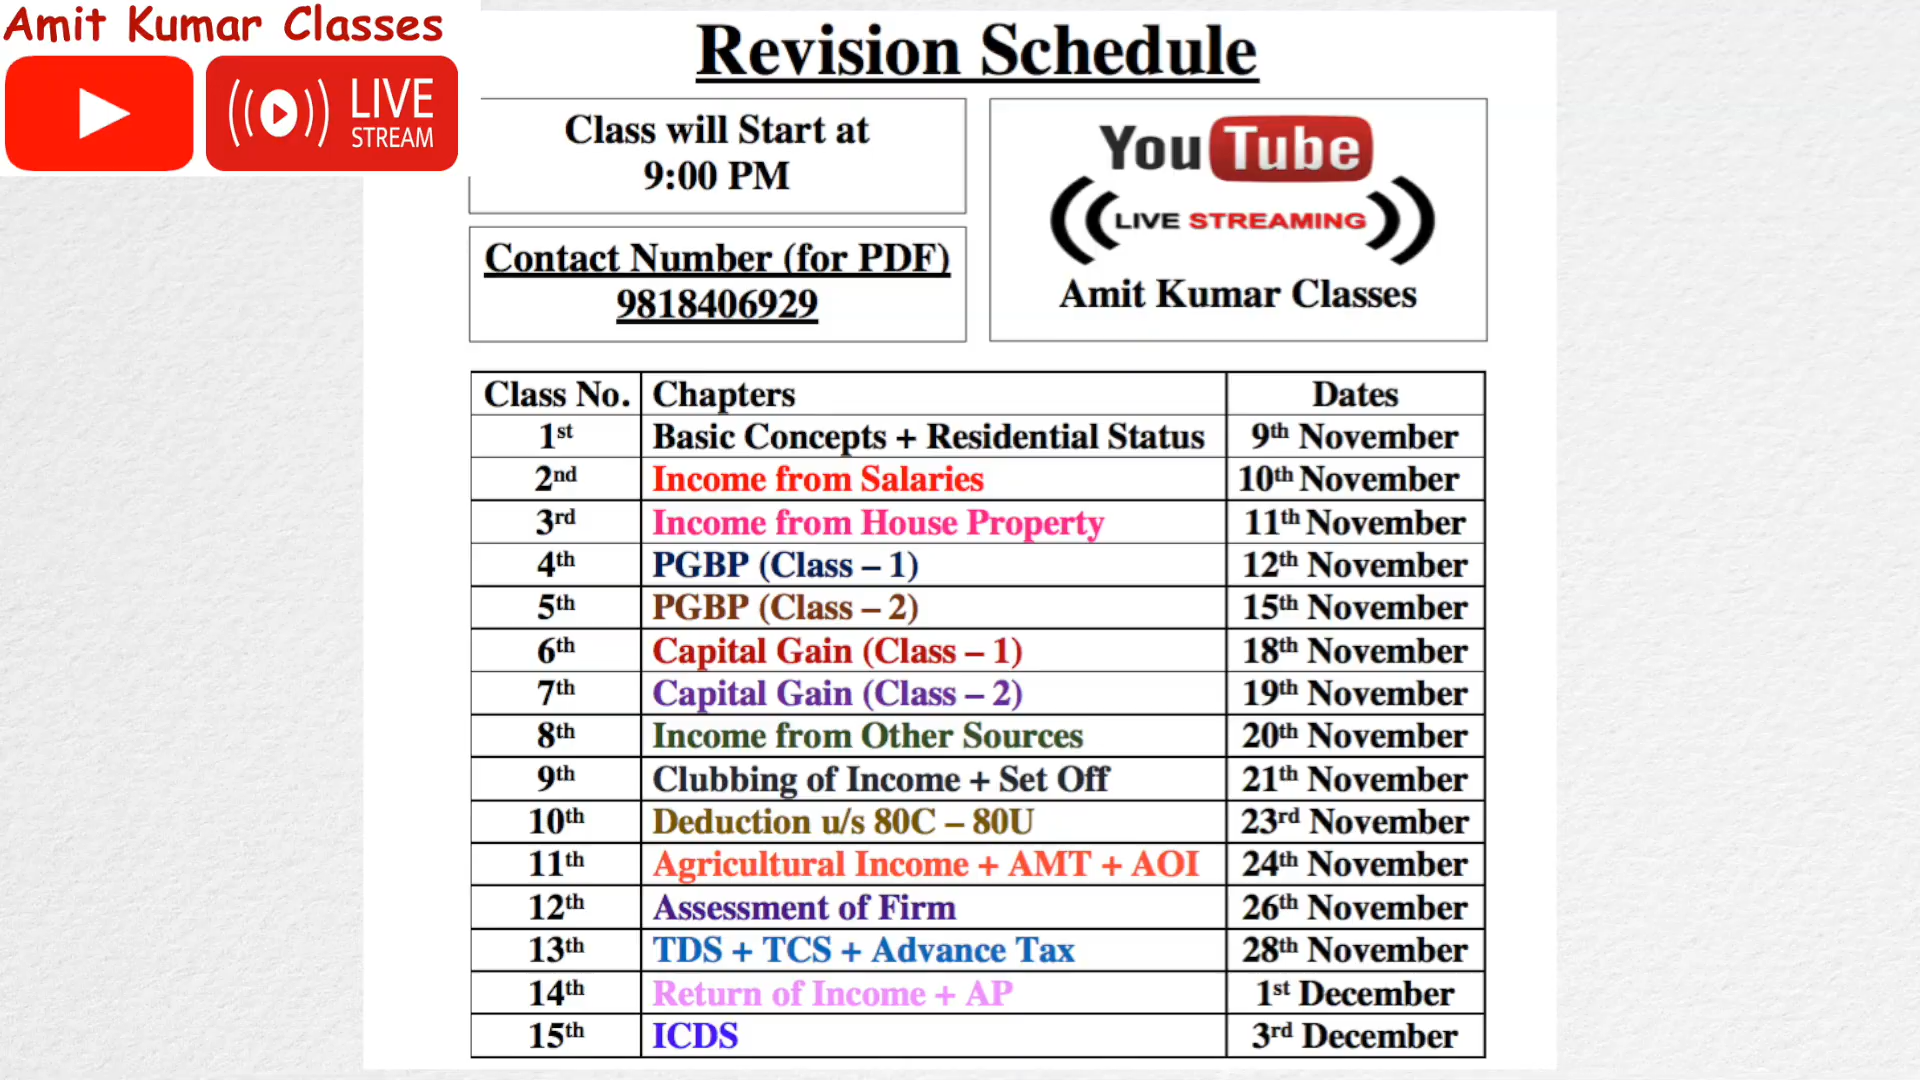 Amit Kumar Classes
LIVE
STREAM
Revision Schedule
Class will Start at
9:00 PM
Contact Number (for PDF)
9818406929
YouTube
LIVE STREAMING
Amit Kumar Classes
Class No. Chapters Dates
1st Basic Concepts + Residential Status 9th November
2nd Income from Salaries 10th November
3rd Income from House Property 11th November
4th PGBP (Class – 1) 12th November
5th PGBP (Class – 2) 15th November
6th Capital Gain (Class – 1) 18th November
7th Capital Gain (Class – 2) 19th November
8th Income from Other Sources 20th November
9th Clubbing of Income + Set Off 21th November
10th Deduction u/s 80C – 80U 23rd November
11th Agricultural Income + AMT + AOI 24th November
12th Assessment of Firm 26th November
13th TDS + TCS + Advance Tax 28th November
14th Return of Income + AP 1st December
15th ICDS 3rd December